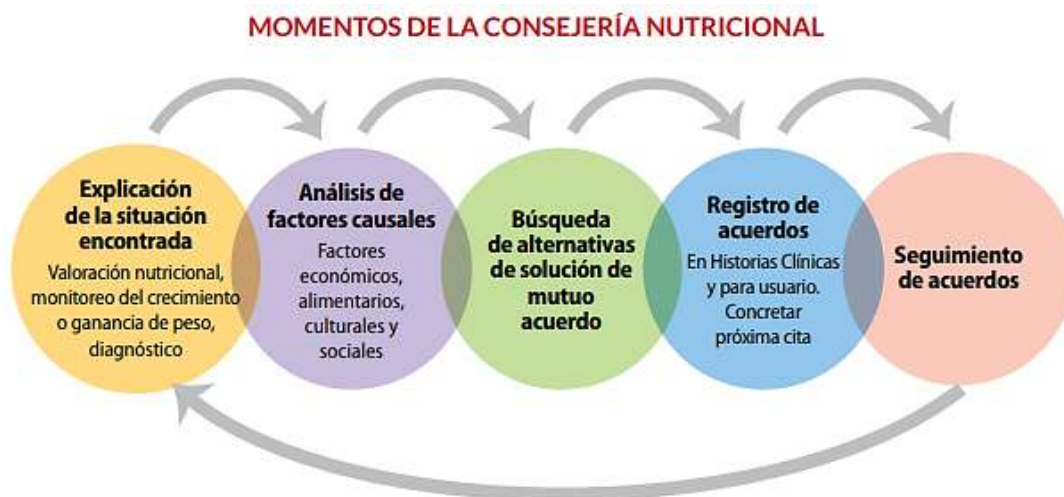 MOMENTOS DE LA CONSEJERÍA NUTRICIONAL
Explicación
de la situación
encontrada
Valoración nutricional,
monitoreo del crecimiento
o ganancia de peso,
diagnóstico
Análisis de
factores causales
Factores
económicos,
alimentarios,
culturales y
sociales
Búsqueda
de alternativas
de solución de
mutuo
acuerdo
Registro de
acuerdos
En Historias Clínicas
y para usuario.
Concretar
próxima cita
Seguimiento
de acuerdos